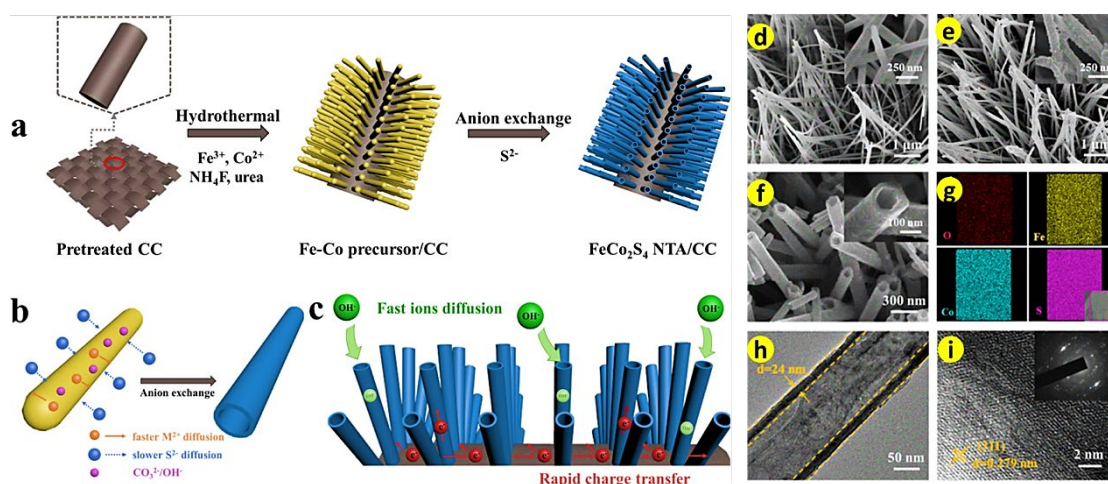 a
Hydrothermal
Fe³⁺, Co²⁺
NH₄F, urea
Anion exchange
S²⁻
Pretreated CC
Fe-Co precursor/CC
FeCo₂S₄ NTA/CC
b
Anion exchange
faster M²⁺ diffusion
slower S²⁻ diffusion
CO₃²⁻/OH⁻
c
OH⁻
Fast ions diffusion
OH⁻
OH⁻
Rapid charge transfer
d
250 nm
1 μm
e
250 nm
1 μm
f
100 nm
300 nm
g
O
Fe
Co
S
h
d=24 nm
50 nm
i
(311)
d=0.279 nm
2 nm